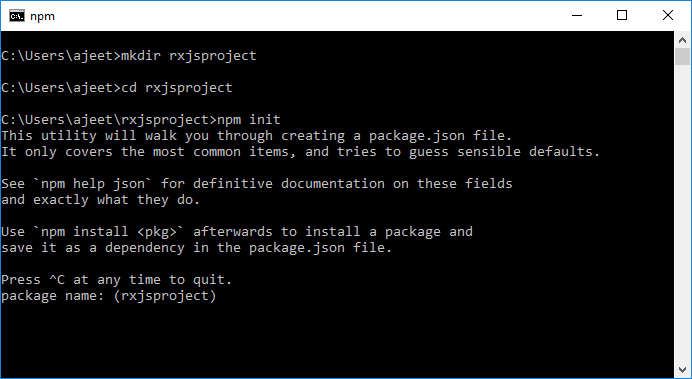 npm
C:\Users\ajeet>mkdir rxjsproject
C:\Users\ajeet>cd rxjsproject
C:\Users\ajeet\rxjsproject>npm init
This utility will walk you through creating a package.json file.
It only covers the most common items, and tries to guess sensible defaults.
See `npm help json` for definitive documentation on these fields
and exactly what they do.
Use `npm install <pkg>` afterwards to install a package and
save it as a dependency in the package.json file.
Press ^C at any time to quit.
package name: (rxjsproject)